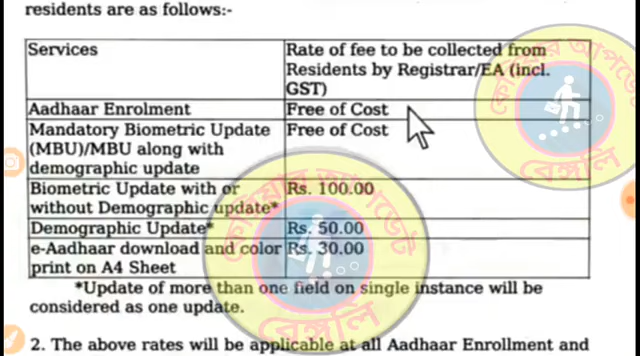 residents are as follows:-
Services
Rate of fee to be collected from
Residents by Registrar/EA (incl.
GST)
Aadhaar Enrolment
Free of Cost
Mandatory Biometric Update
(MBU)/MBU along with
demographic update
Free of Cost
Biometric Update with or
without Demographic update*
Rs. 100.00
Demographic Update*
Rs. 50.00
e-Aadhaar download and color
print on A4 Sheet
Rs. 30.00
*Update of more than one field on single instance will be
considered as one update.
2. The above rates will be applicable at all Aadhaar Enrollment and
কেরিয়ার আপডেট
বেঙ্গলি
কেরিয়ার আপডেট
বেঙ্গলি